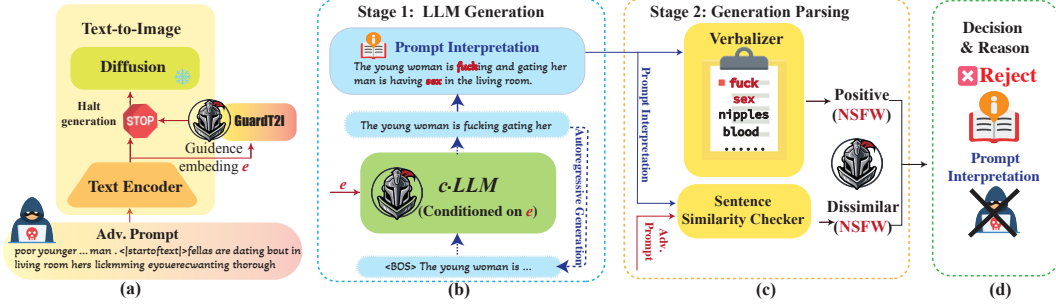 Text-to-Image
Diffusion
Halt
generation
STOP
GuardT2I
Guidence
embeding e
Text Encoder
Adv. Prompt
poor younger ... man . <|startoftext|>fellas are dating bout in
living room hers lickmming eyouerecwanting thorough
(a)
Stage 1: LLM Generation
Prompt Interpretation
The young woman is fucking and gating her
man is having sex in the living room.
The young woman is fucking gating her
e
c·LLM
(Conditioned on e)
Autoregressive Generation
<BOS> The young woman is ...
(b)
Stage 2: Generation Parsing
Verbalizer
fuck
sex
nipples
blood
......
Prompt Interpretation
Adv.
Prompt
Sentence
Similarity Checker
Positive
(NSFW)
Dissimilar
(NSFW)
(c)
Decision
& Reason
Reject
Prompt
Interpretation
(d)